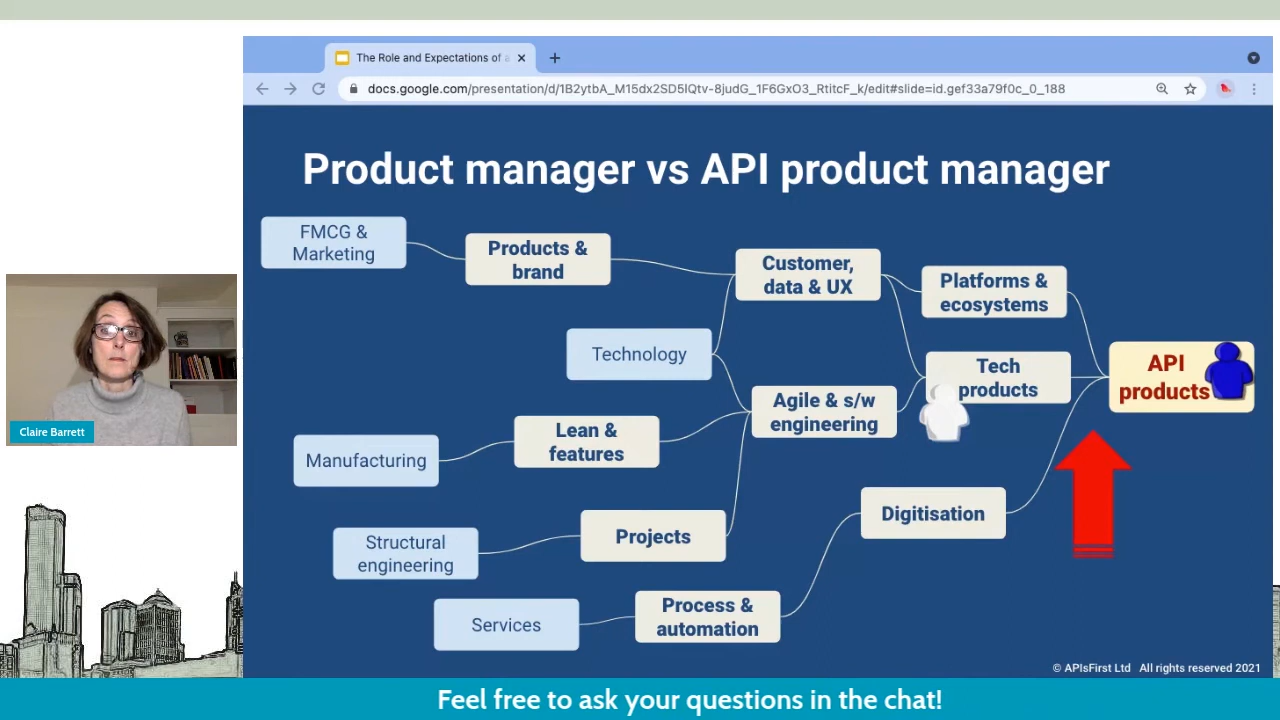 The Role and Expectations of a
docs.google.com/presentation/d/1B2ytbA_M15dx2SD5IQtv-8judG_1F6GxO3_RtitcF_k/edit#slide=id.gef33a79f0c_0_188
Product manager vs API product manager
FMCG &
Marketing
Products &
brand
Customer,
data & UX
Platforms &
ecosystems
Technology
Tech
products
API
products
Agile & s/w
engineering
Lean &
features
Manufacturing
Digitisation
Projects
Structural
engineering
Services
Process &
automation
Claire Barrett
© APIsFirst Ltd All rights reserved 2021
Feel free to ask your questions in the chat!